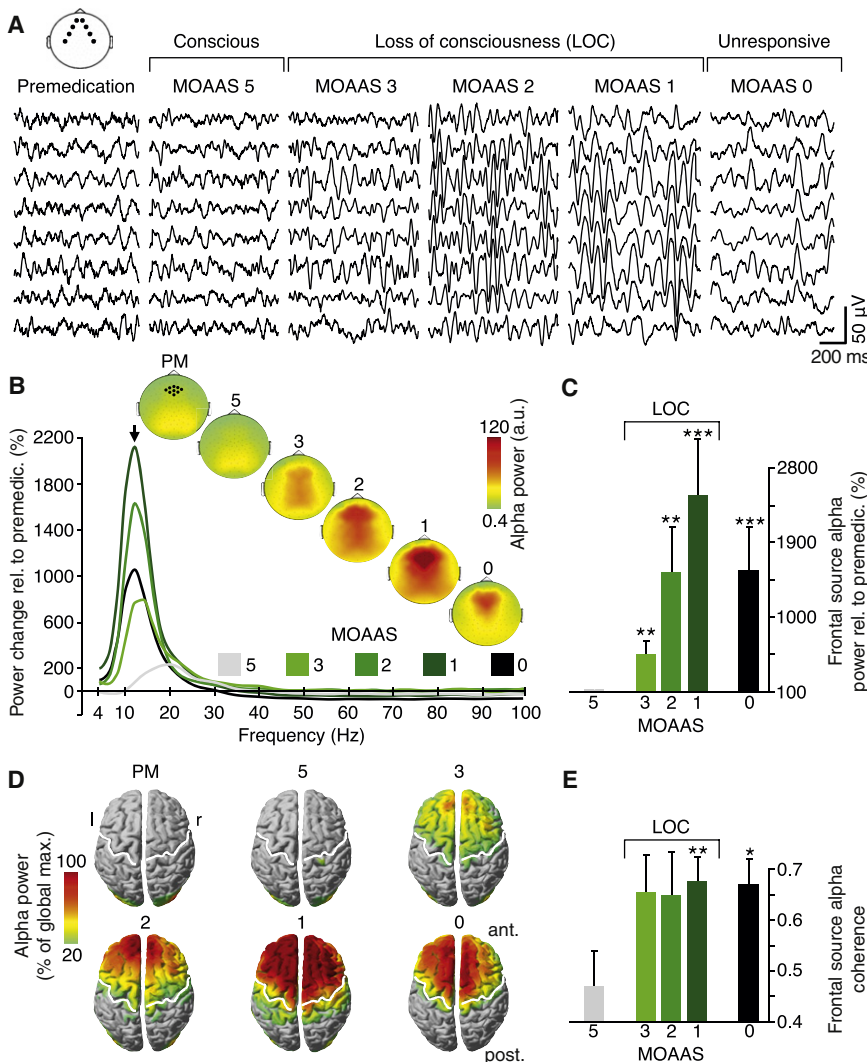 A
Conscious
Loss of consciousness (LOC)
Unresponsive
Premedication
MOAAS 5
MOAAS 3
MOAAS 2
MOAAS 1
MOAAS 0
50 µV
200 ms
B
PM
5
3
2
1
0
120
0.4
Alpha power (a.u.)
Power change rel. to premedic. (%)
2200
1800
1400
1000
600
200
0
MOAAS
5
3
2
1
0
4
10
20
30
40
50
60
70
80
90
100
Frequency (Hz)
C
LOC
**
**
***
***
2800
1900
1000
100
Frontal source alpha
power rel. to premedic. (%)
5
3
2
1
0
MOAAS
D
PM
5
3
l
r
Alpha power
(% of global max.)
100
20
2
1
0
ant.
post.
E
LOC
**
*
0.7
0.6
0.5
0.4
Frontal source alpha
coherence
5
3
2
1
0
MOAAS